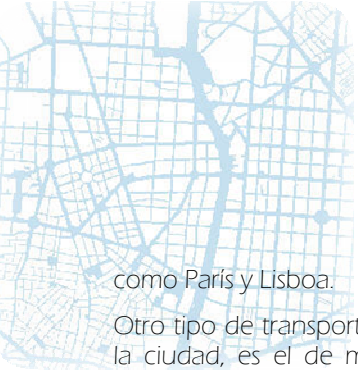 como París y Lisboa.
Otro tipo de transport
la ciudad, es el de m